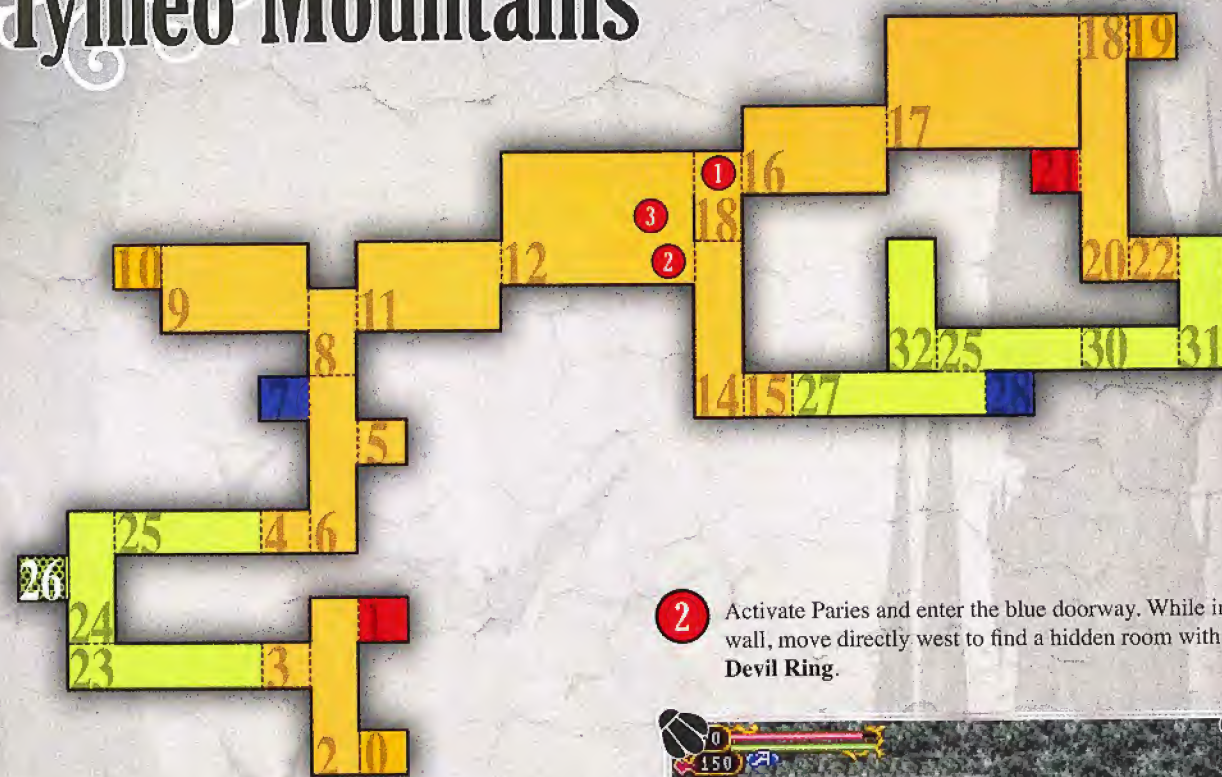 Tymeo Mountains
18 19
17
1 16 21
3 18
10 12 2 20 22
9 11
8 32 25 30 31
7 14 15 27 28
5
25 4 6
26
24 1
23 3
2 0
2 Activate Paries and enter the blue doorway. While in
wall, move directly west to find a hidden room with
Devil Ring.
0
150